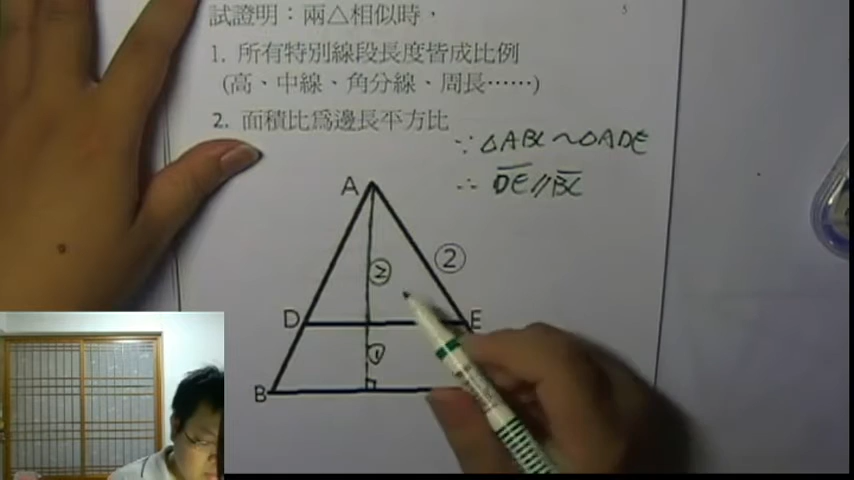 試證明：兩△相似時，
5
1. 所有特別線段長度皆成比例
(高、中線、角分線、周長……)
2. 面積比為邊長平方比
∵ △ABC ~ △ADE
∴ DE // BC
A
②
②
D
E
①
B